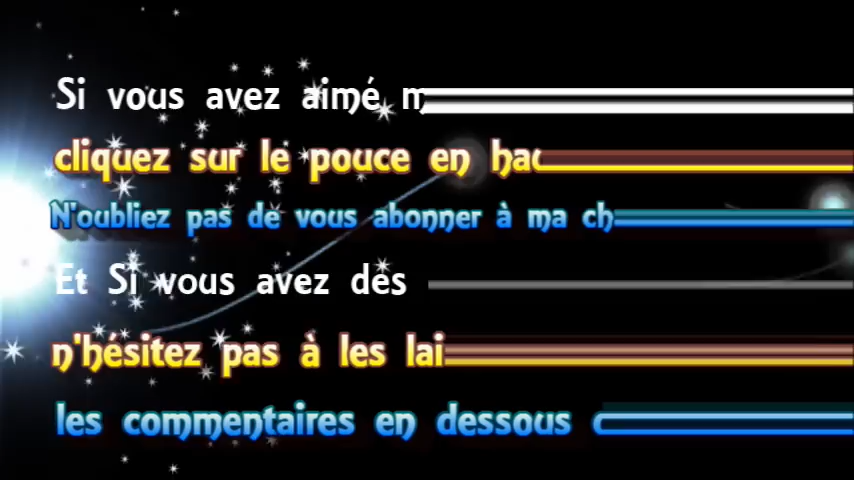 Si vous avez aimé
cliquez sur le pouce en
N'oubliez pas de vous abonner à ma
Et Si vous avez des
n'hésitez pas à les
les commentaires en dessous